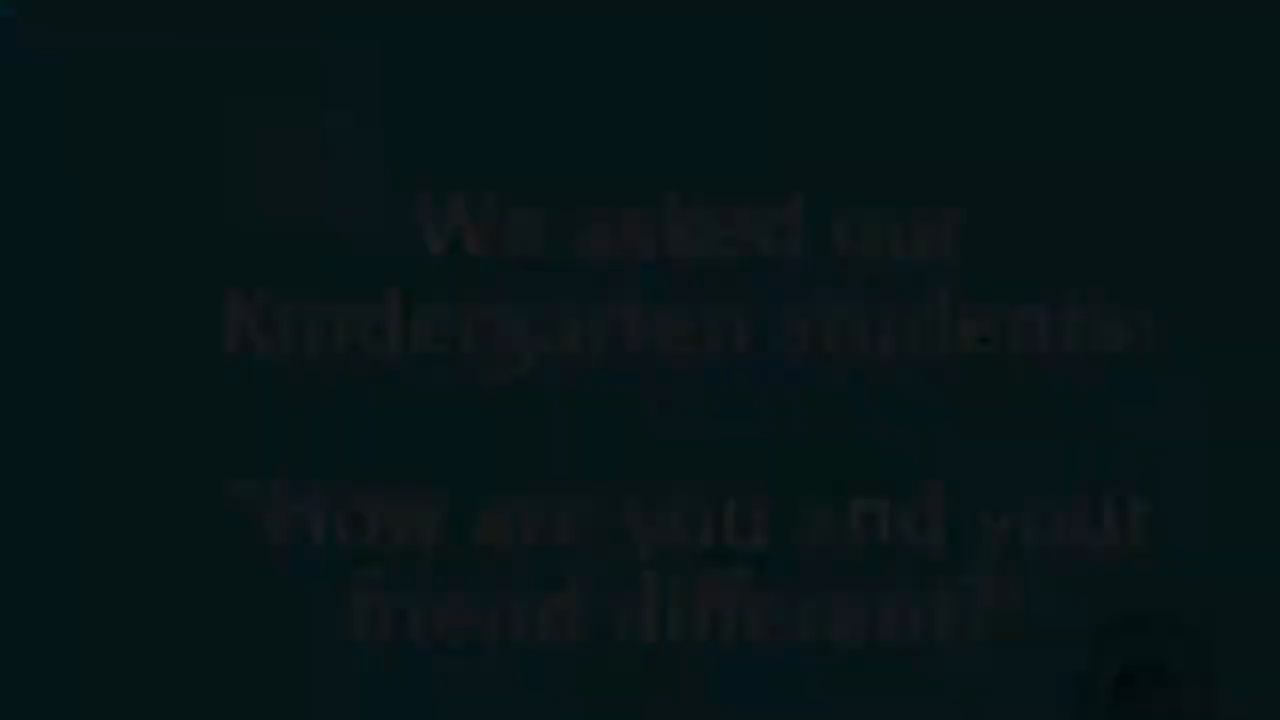 We asked our
Kindergarten students:
"How are you and your
friend different?"